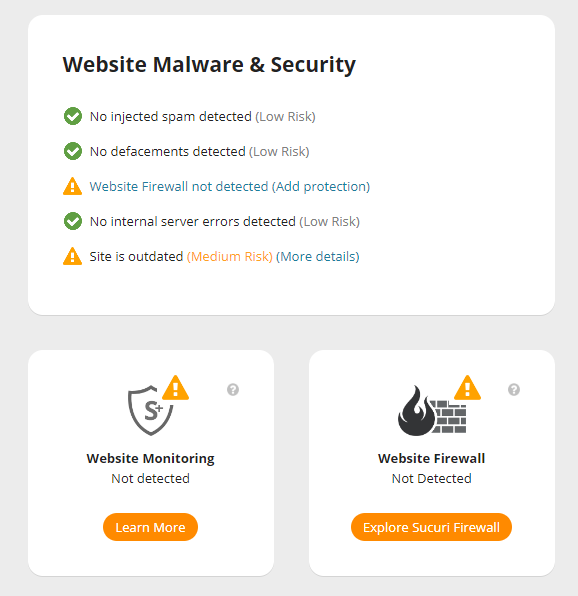 Website Malware & Security
No injected spam detected (Low Risk)
No defacements detected (Low Risk)
Website Firewall not detected (Add protection)
No internal server errors detected (Low Risk)
Site is outdated (Medium Risk) (More details)
S+
Website Monitoring
Not detected
Learn More
Website Firewall
Not Detected
Explore Sucuri Firewall